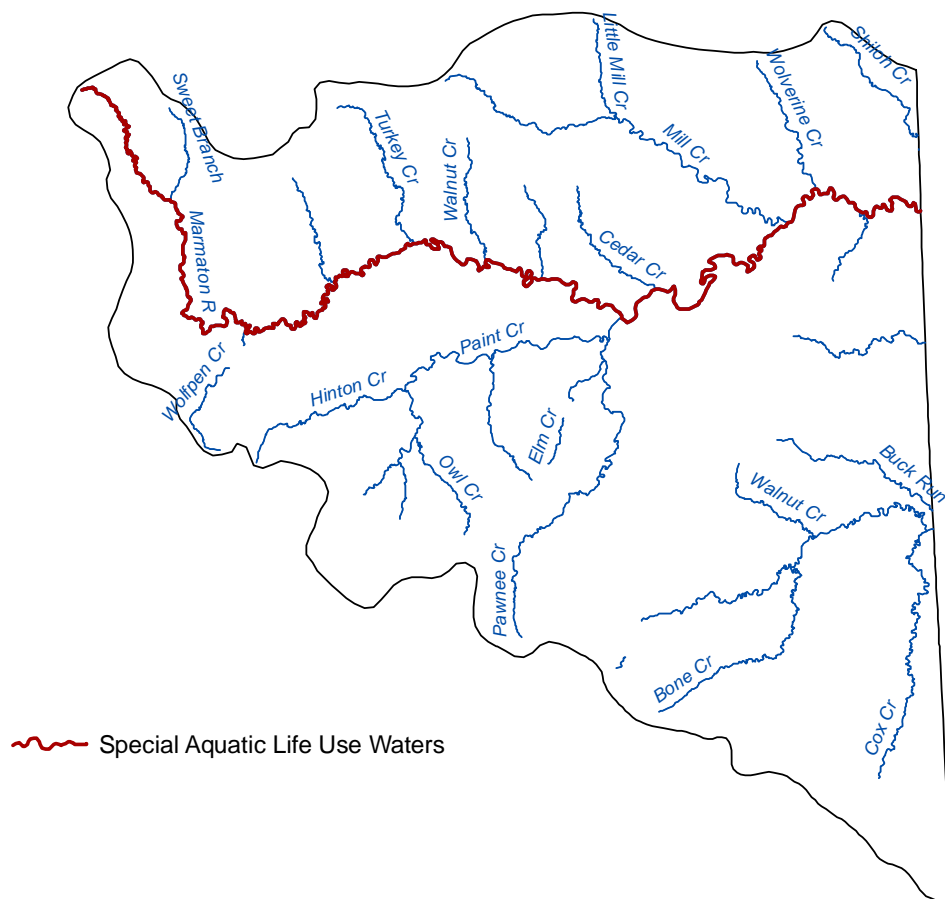 Little Mill Cr
Shiloh Cr
Wolverine Cr
Sweet Branch
Turkey Cr
Walnut Cr
Mill Cr
Marmaton R
Cedar Cr
Paint Cr
Wolfpen Cr
Hinton Cr
Elm Cr
Owl Cr
Buck Run
Walnut Cr
Pawnee Cr
Bone Cr
Cox Cr
Special Aquatic Life Use Waters